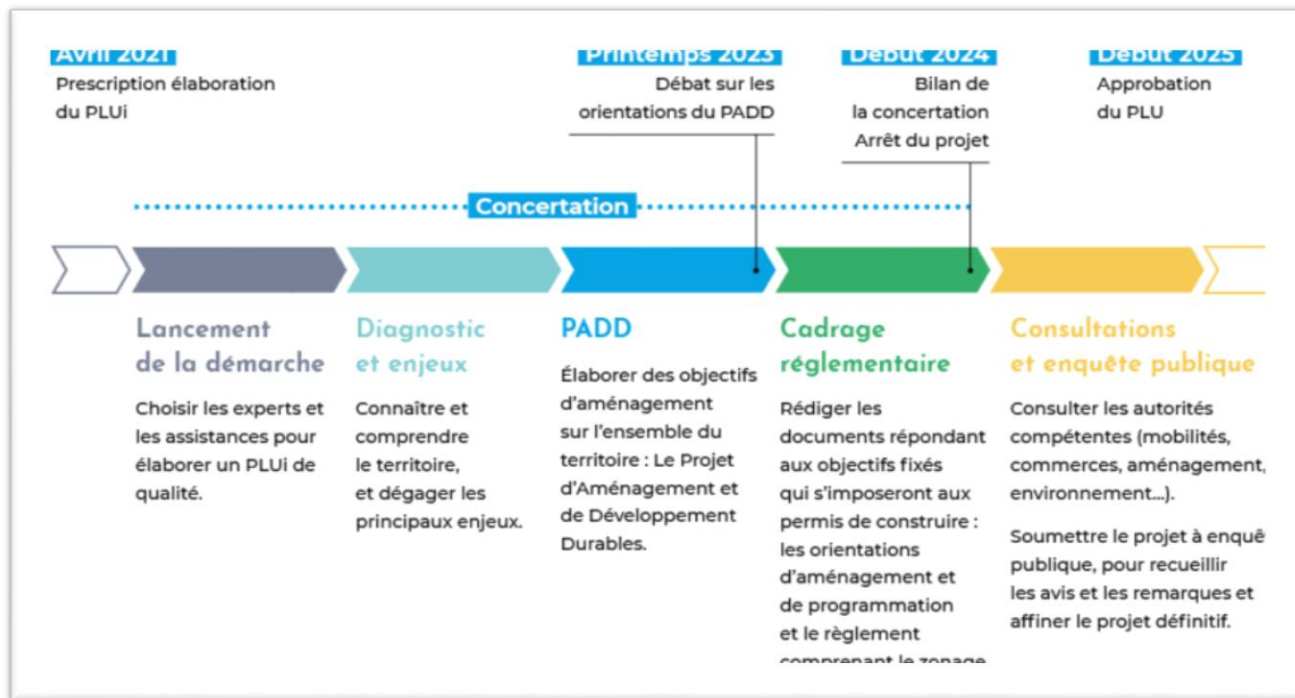 Avril 2021
Prescription élaboration
du PLUi
Printemps 2023
Débat sur les
orientations du PADD
Début 2024
Bilan de
la concertation
Arrêt du projet
Début 2025
Approbation
du PLU
Concertation
Lancement
de la démarche
Choisir les experts et
les assistances pour
élaborer un PLUi de
qualité.
Diagnostic
et enjeux
Connaître et
comprendre
le territoire,
et dégager les
principaux enjeux.
PADD
Élaborer des objectifs
d'aménagement
sur l'ensemble du
territoire : Le Projet
d'Aménagement et
de Développement
Durables.
Cadrage
réglementaire
Rédiger les
documents répondant
aux objectifs fixés
qui s'imposeront aux
permis de construire :
les orientations
d'aménagement et
de programmation
et le règlement
comprenant le zonage
Consultations
et enquête publique
Consulter les autorités
compétentes (mobilités,
commerces, aménagement,
environnement...).
Soumettre le projet à enquê
publique, pour recueillir
les avis et les remarques et
affiner le projet définitif.